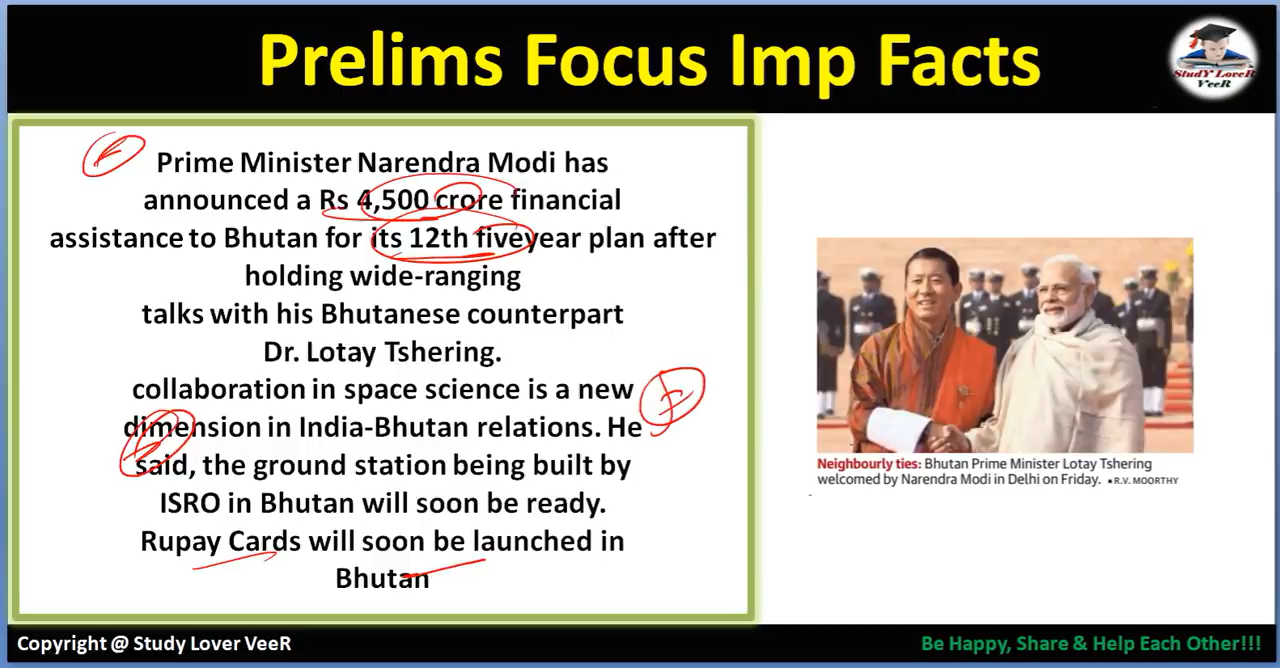 Prelims Focus Imp Facts
StudY LoveR
VeeR
Prime Minister Narendra Modi has
announced a Rs 4,500 crore financial
assistance to Bhutan for its 12th fiveyear plan after
holding wide-ranging
talks with his Bhutanese counterpart
Dr. Lotay Tshering.
collaboration in space science is a new
dimension in India-Bhutan relations. He
said, the ground station being built by
ISRO in Bhutan will soon be ready.
Rupay Cards will soon be launched in
Bhutan
Neighbourly ties: Bhutan Prime Minister Lotay Tshering
welcomed by Narendra Modi in Delhi on Friday. ▪R.V. MOORTHY
Copyright @ Study Lover VeeR
Be Happy, Share & Help Each Other!!!